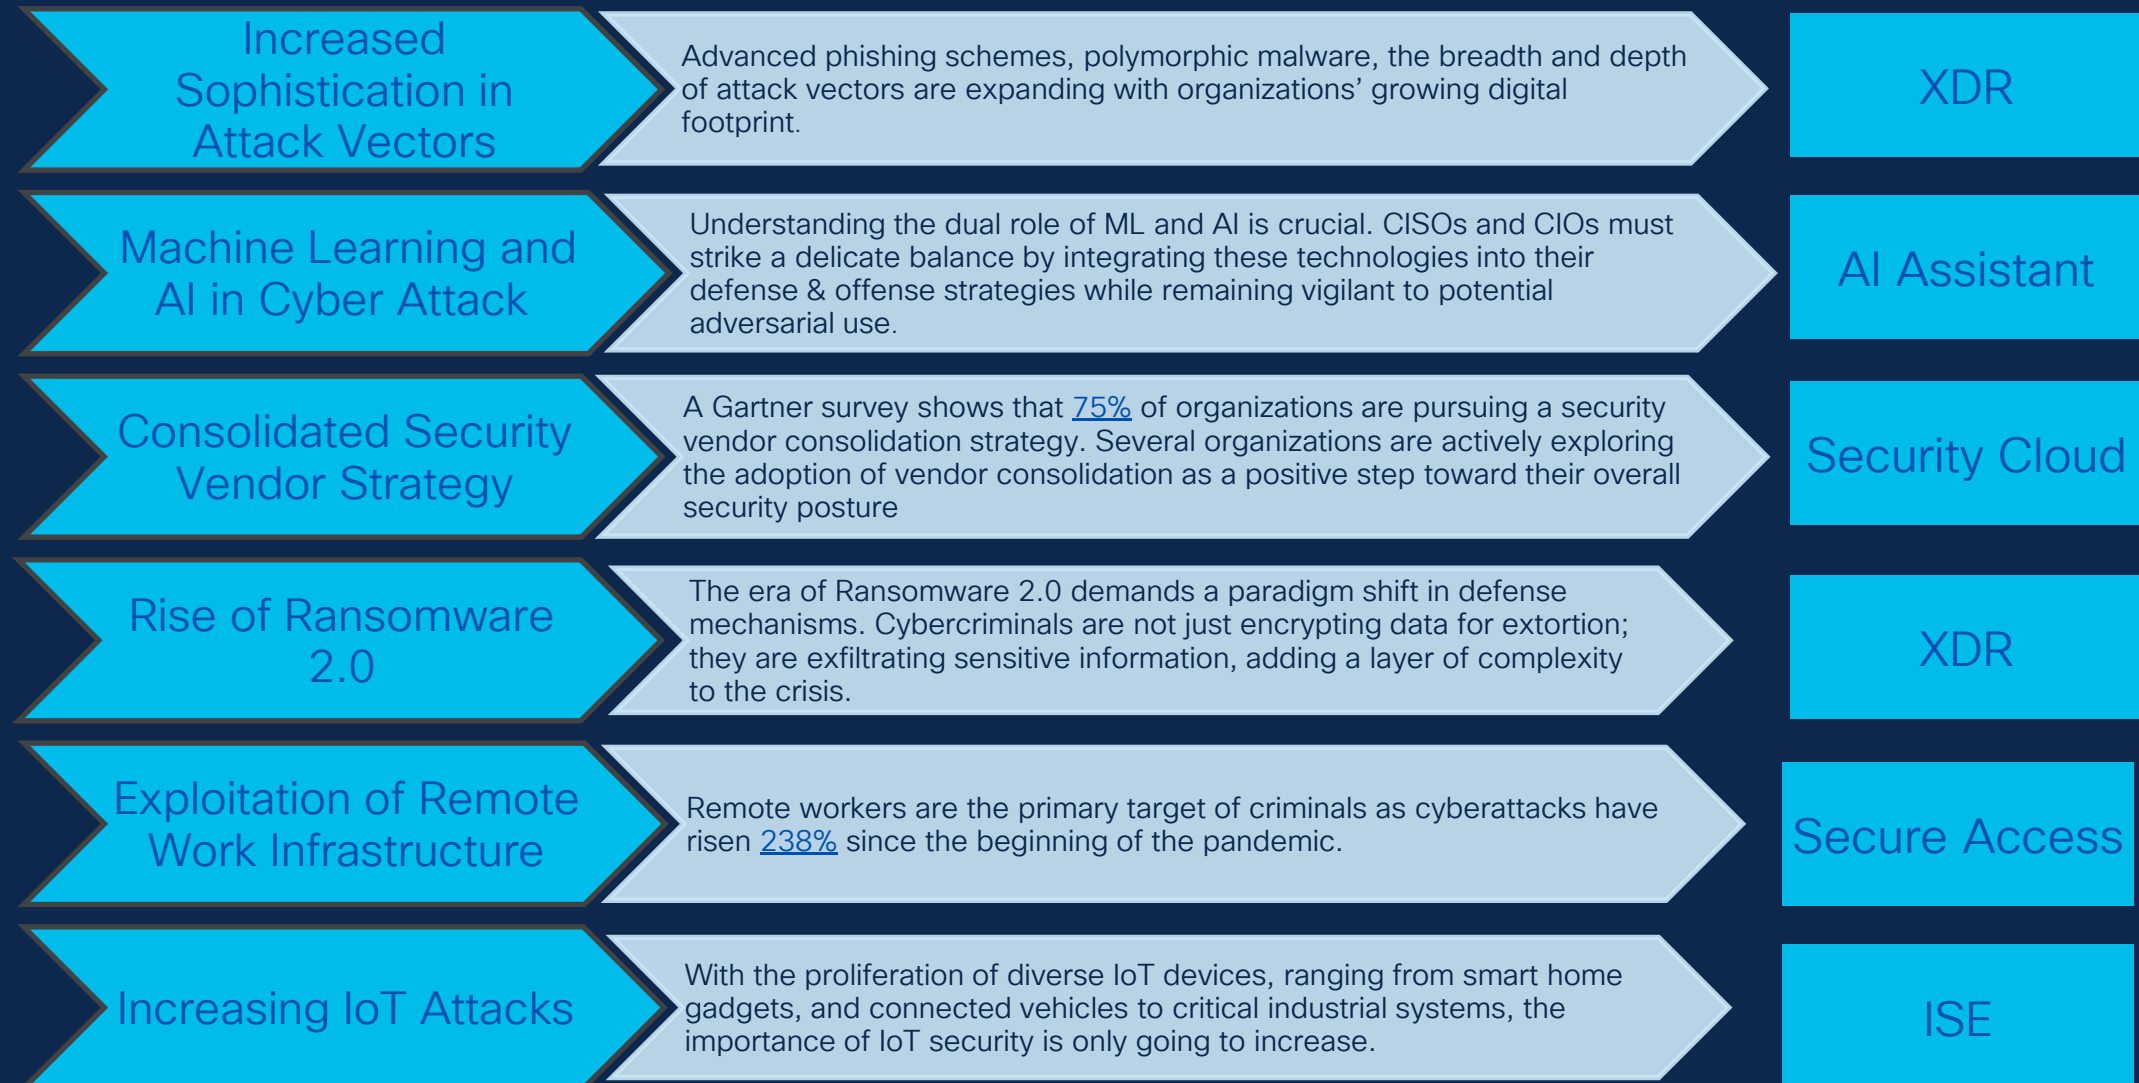 Increased
Sophistication in
Attack Vectors
Advanced phishing schemes, polymorphic malware, the breadth and depth
of attack vectors are expanding with organizations’ growing digital
footprint.
XDR
Machine Learning and
AI in Cyber Attack
Understanding the dual role of ML and AI is crucial. CISOs and CIOs must
strike a delicate balance by integrating these technologies into their
defense & offense strategies while remaining vigilant to potential
adversarial use.
AI Assistant
Consolidated Security
Vendor Strategy
A Gartner survey shows that 75% of organizations are pursuing a security
vendor consolidation strategy. Several organizations are actively exploring
the adoption of vendor consolidation as a positive step toward their overall
security posture
Security Cloud
Rise of Ransomware
2.0
The era of Ransomware 2.0 demands a paradigm shift in defense
mechanisms. Cybercriminals are not just encrypting data for extortion;
they are exfiltrating sensitive information, adding a layer of complexity
to the crisis.
XDR
Exploitation of Remote
Work Infrastructure
Remote workers are the primary target of criminals as cyberattacks have
risen 238% since the beginning of the pandemic.
Secure Access
Increasing IoT Attacks
With the proliferation of diverse IoT devices, ranging from smart home
gadgets, and connected vehicles to critical industrial systems, the
importance of IoT security is only going to increase.
ISE